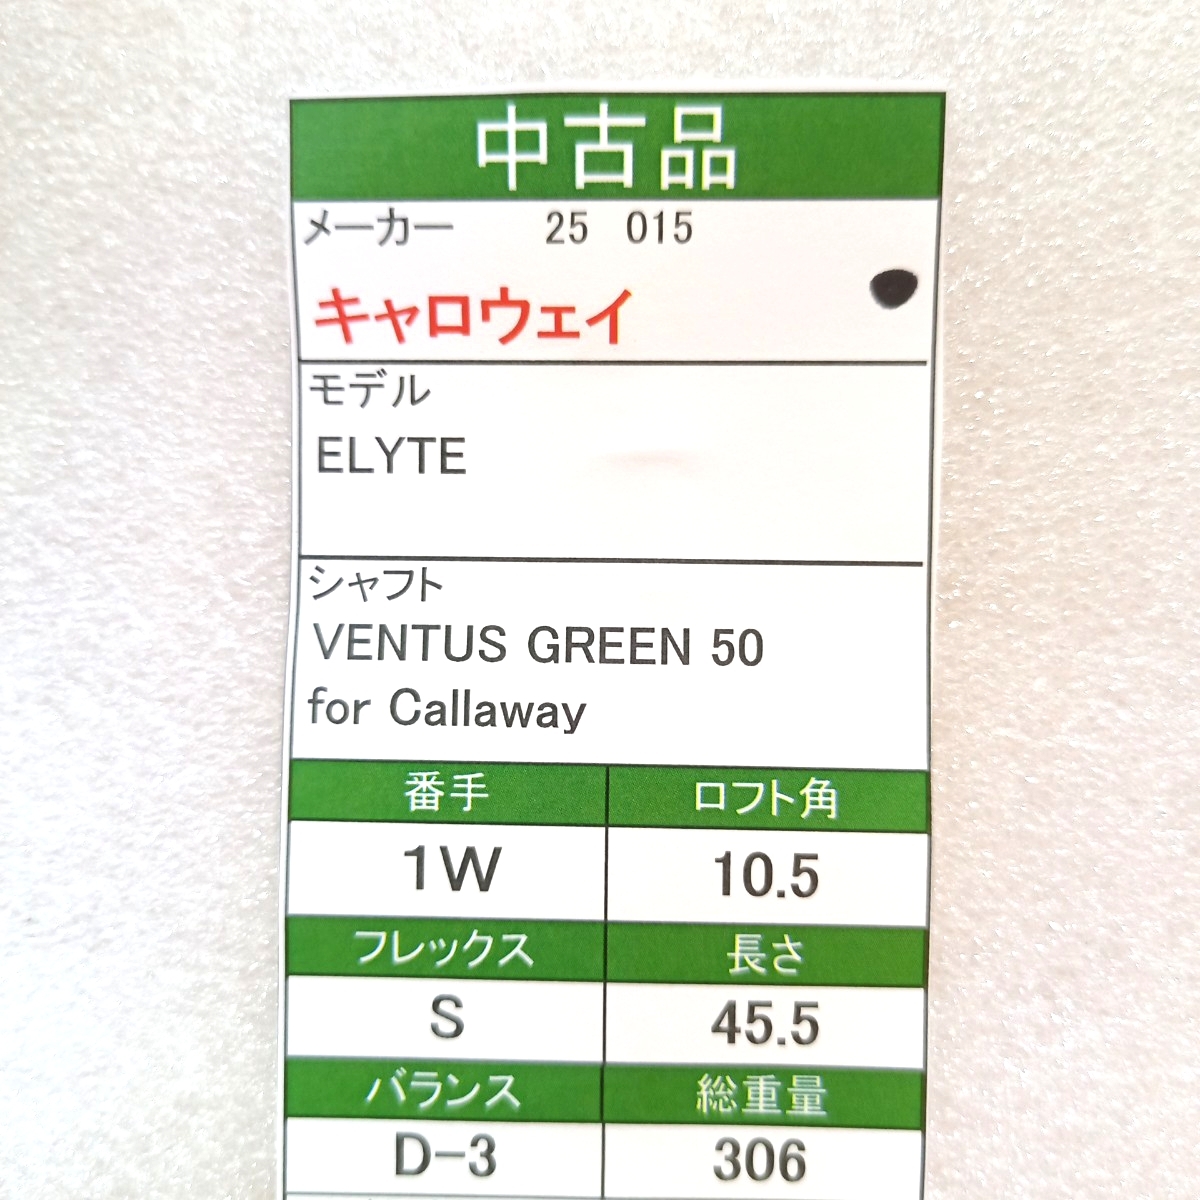 中古品
メーカー 25 015
キャロウェイ
モデル
ELYTE
シャフト
VENTUS GREEN 50
for Callaway
番手 ロフト角
1W 10.5
フレックス 長さ
S 45.5
バランス 総重量
D-3 306